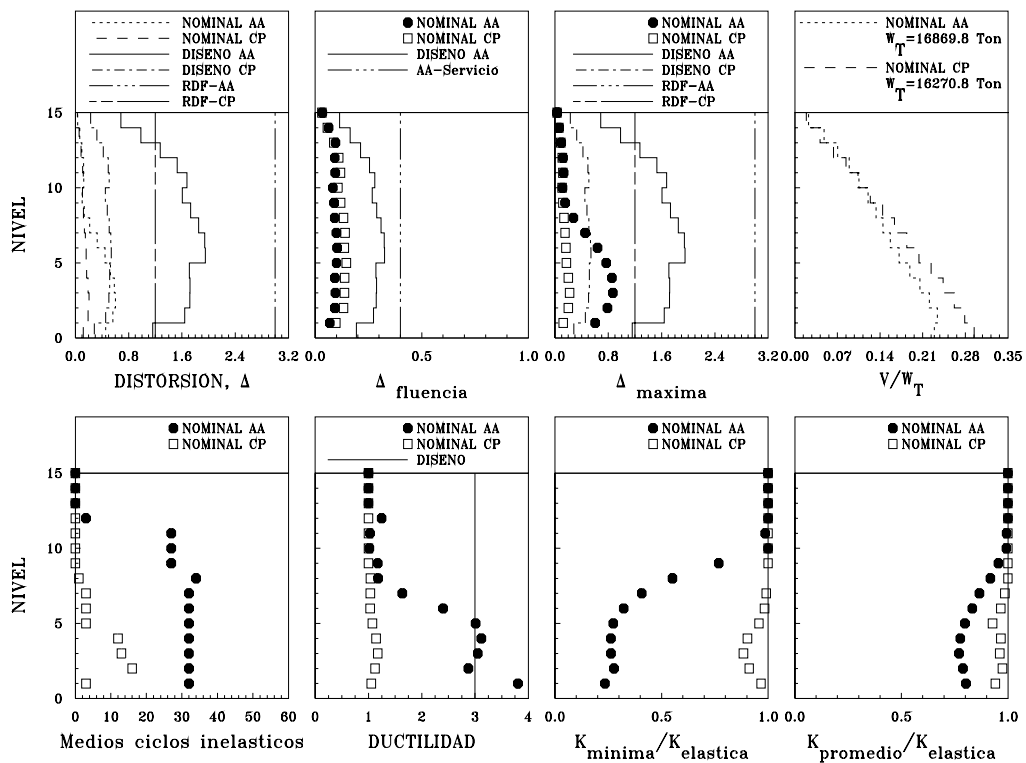 NOMINAL AA
NOMINAL CP
DISENO AA
DISENO CP
RDF-AA
RDF-CP
NIVEL
15
10
5
0
0.0 0.8 1.6 2.4 3.2
DISTORSION, Δ
NOMINAL AA
NOMINAL CP
DISENO AA
AA-Servicio
0.0 0.5 1.0
Δ fluencia
NOMINAL AA
NOMINAL CP
DISENO AA
DISENO CP
RDF-AA
RDF-CP
0.0 0.8 1.6 2.4 3.2
Δ maxima
NOMINAL AA
W_T=16869.8 Ton
NOMINAL CP
W_T=16270.8 Ton
0.00 0.07 0.14 0.21 0.28 0.35
V/W_T
NOMINAL AA
NOMINAL CP
NIVEL
15
10
5
0
0 10 20 30 40 50 60
Medios ciclos inelasticos
NOMINAL AA
NOMINAL CP
DISENO
0 1 2 3 4
DUCTILIDAD
NOMINAL AA
NOMINAL CP
0.0 0.5 1.0
K_minima/K_elastica
NOMINAL AA
NOMINAL CP
0.0 0.5 1.0
K_promedio/K_elastica